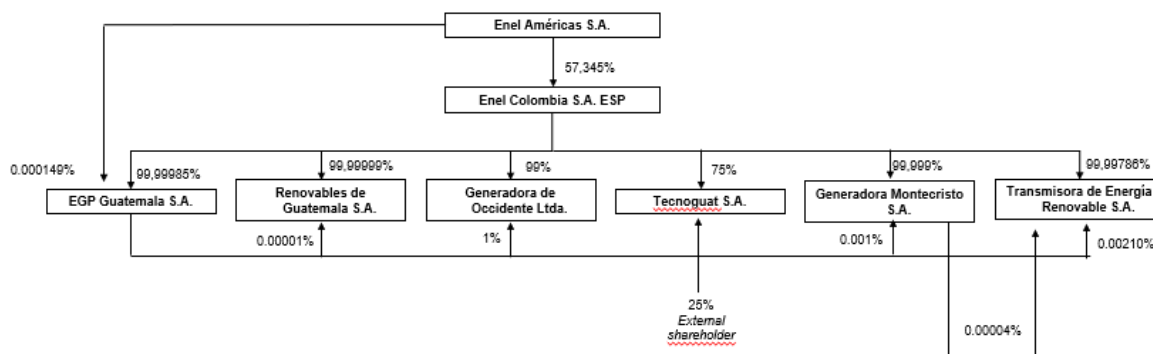 Enel Américas S.A.
57,345%
Enel Colombia S.A. ESP
0.000149%
99,99985%
99,99999%
99%
75%
99,999%
99,99786%
EGP Guatemala S.A.
Renovables de
Guatemala S.A.
Generadora de
Occidente Ltda.
Tecnoguat S.A.
Generadora Montecristo
S.A.
Transmisora de Energía
Renovable S.A.
0.00001%
1%
0.001%
0.00210%
25%
External
shareholder
0.00004%